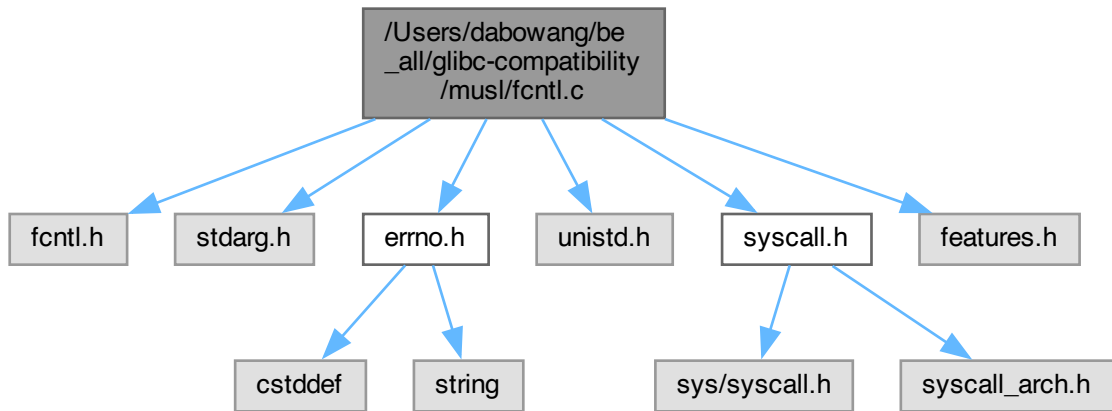 /Users/dabowang/be
_all/glibc-compatibility
/musl/fcntl.c
fcntl.h
stdarg.h
errno.h
unistd.h
syscall.h
features.h
cstddef
string
sys/syscall.h
syscall_arch.h